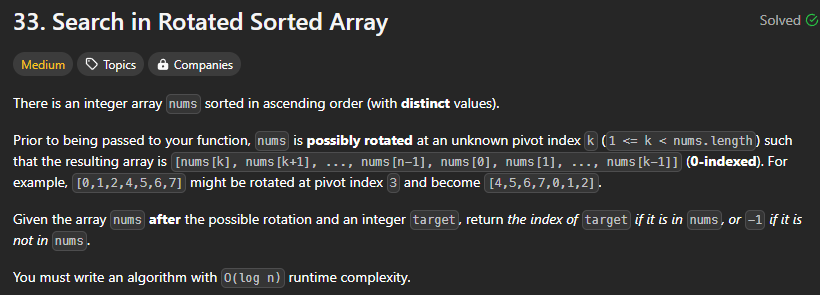 33. Search in Rotated Sorted Array
Solved
Medium Topics Companies
There is an integer array nums sorted in ascending order (with distinct values).
Prior to being passed to your function, nums is possibly rotated at an unknown pivot index k (1 <= k < nums.length) such
that the resulting array is [nums[k], nums[k+1], ..., nums[n-1], nums[0], nums[1], ..., nums[k-1]] (0-indexed). For
example, [0,1,2,4,5,6,7] might be rotated at pivot index 3 and become [4,5,6,7,0,1,2].
Given the array nums after the possible rotation and an integer target, return the index of target if it is in nums, or -1 if it is
not in nums.
You must write an algorithm with O(log n) runtime complexity.